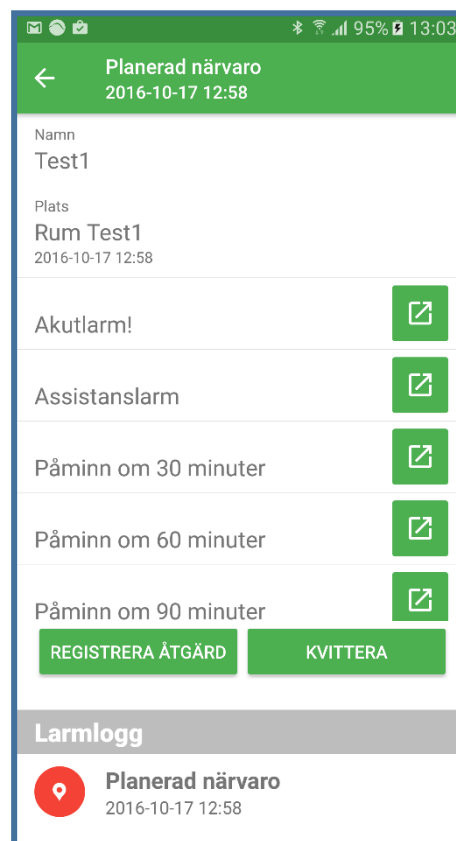 95% 13:03
Planerad närvaro
2016-10-17 12:58
Namn
Test1
Plats
Rum Test1
2016-10-17 12:58
Akutlarm!
Assistanslarm
Påminn om 30 minuter
Påminn om 60 minuter
Påminn om 90 minuter
REGISTRERA ÅTGÄRD KVITTERA
Larmlogg
Planerad närvaro
2016-10-17 12:58